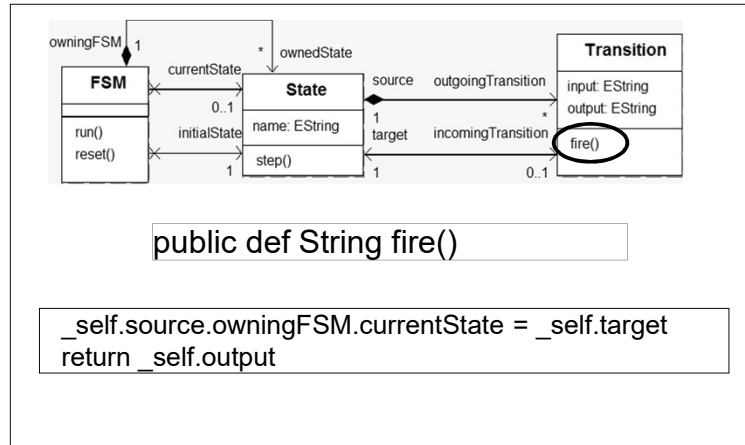 owningFSM 1 * ownedState
FSM
run()
reset()
currentState
0..1
initialState
1
State
name: EString
step()
source outgoingTransition
1 *
target incomingTransition
1 0..1
Transition
input: EString
output: EString
fire()
public def String fire()
_self.source.owningFSM.currentState = _self.target
return _self.output